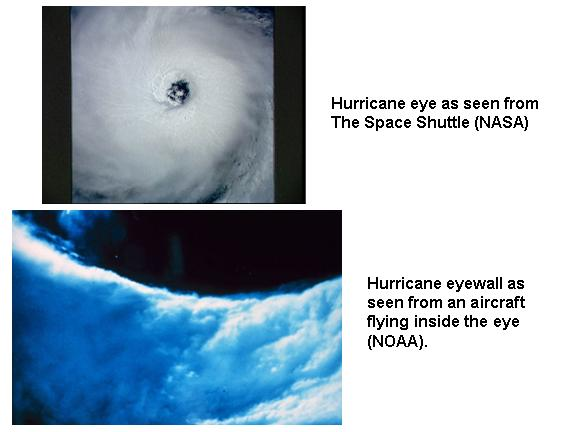 Hurricane eye as seen from
The Space Shuttle (NASA)
Hurricane eyewall as
seen from an aircraft
flying inside the eye
(NOAA).